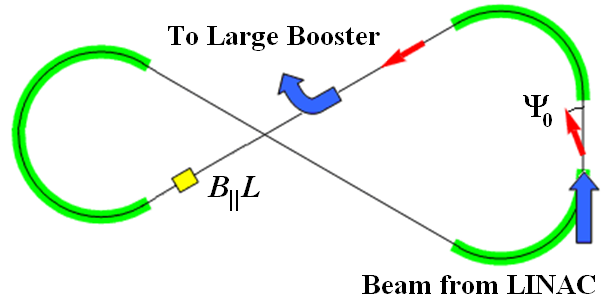 To Large Booster
Ψ₀
B∥L
Beam from LINAC